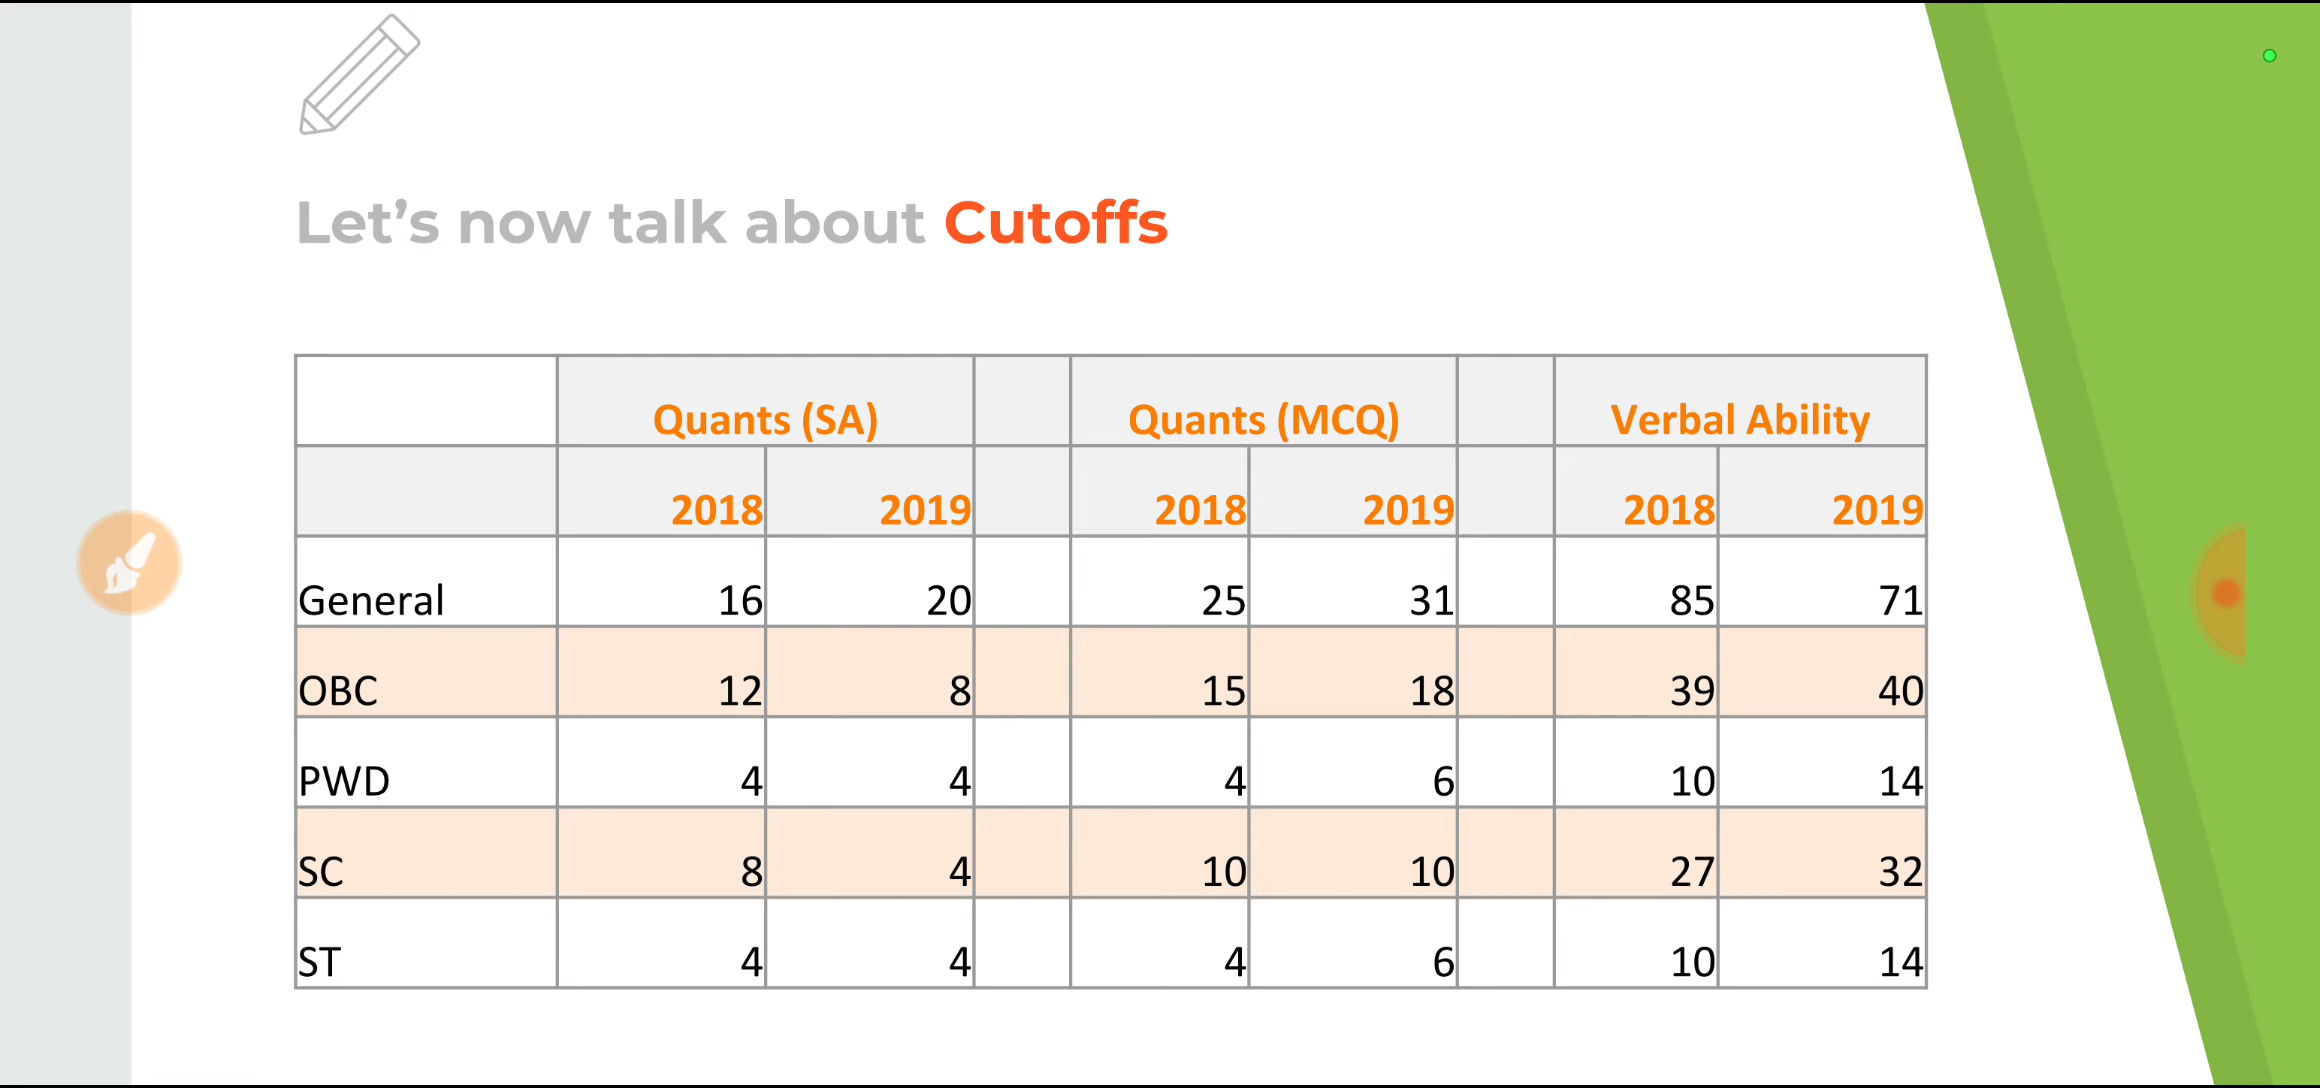 Let’s now talk about Cutoffs
Quants (SA) Quants (MCQ) Verbal Ability
2018 2019 2018 2019 2018 2019
General 16 20 25 31 85 71
OBC 12 8 15 18 39 40
PWD 4 4 4 6 10 14
SC 8 4 10 10 27 32
ST 4 4 4 6 10 14